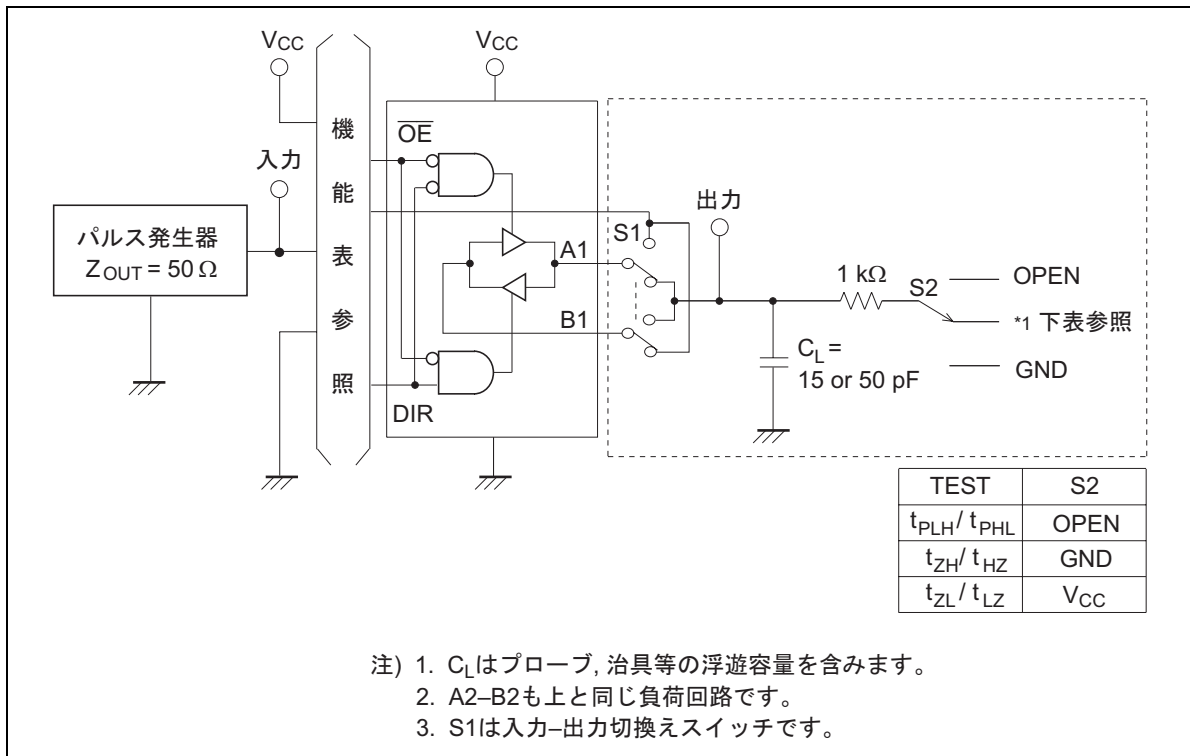 VCC
VCC
機能表参照
入力
パルス発生器
ZOUT = 50 Ω
OE
DIR
A1
B1
S1
出力
1 kΩ
S2
OPEN
*1 下表参照
GND
CL =
15 or 50 pF
TEST S2
tPLH / tPHL OPEN
tZH / tHZ GND
tZL / tLZ VCC
注) 1. CLはプローブ, 治具等の浮遊容量を含みます。
2. A2–B2も上と同じ負荷回路です。
3. S1は入力–出力切換えスイッチです。